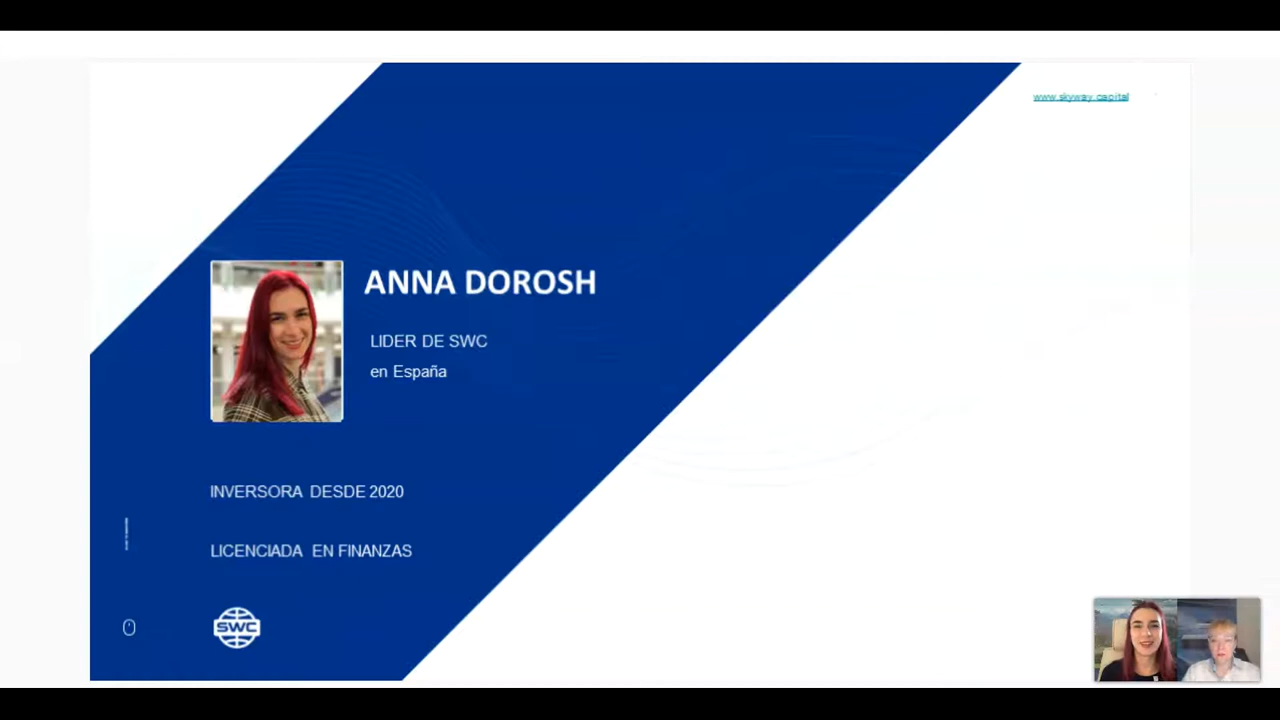 www.skyway.capital
ANNA DOROSH
LIDER DE SWC
en España
INVERSORA DESDE 2020
LICENCIADA EN FINANZAS
SWC